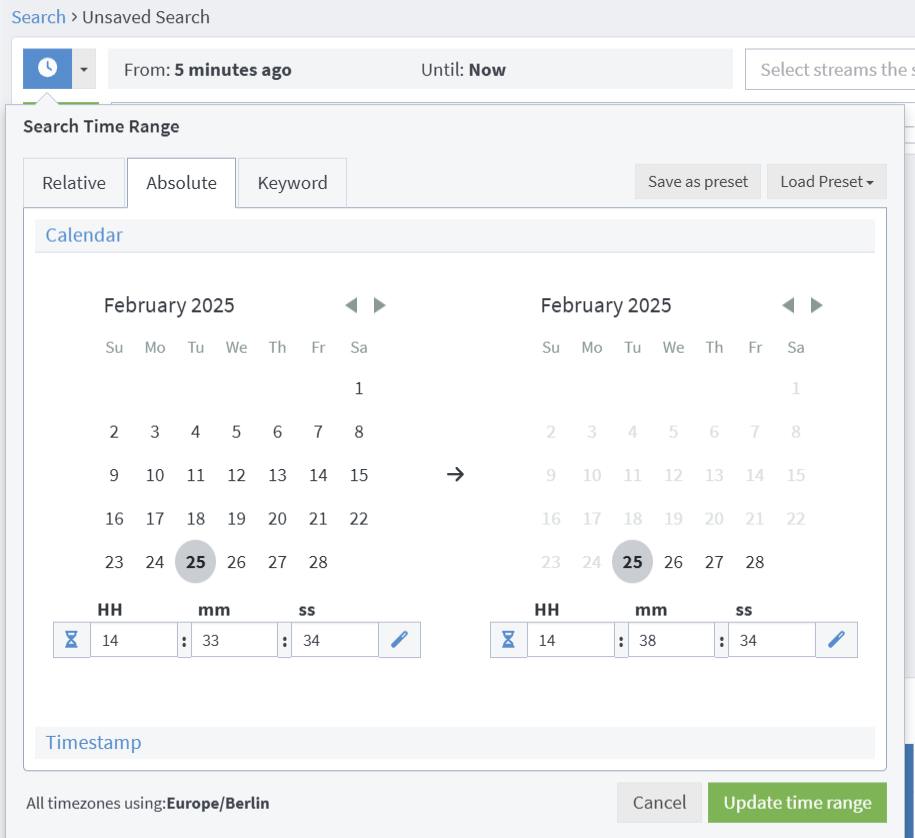 Search > Unsaved Search
From: 5 minutes ago Until: Now Select streams the s
Search Time Range
Relative Absolute Keyword Save as preset Load Preset
Calendar
February 2025 February 2025
Su Mo Tu We Th Fr Sa Su Mo Tu We Th Fr Sa
1 1
2 3 4 5 6 7 8 2 3 4 5 6 7 8
9 10 11 12 13 14 15 9 10 11 12 13 14 15
16 17 18 19 20 21 22 16 17 18 19 20 21 22
23 24 25 26 27 28 23 24 25 26 27 28
HH mm ss HH mm ss
14 : 33 : 34 14 : 38 : 34
Timestamp
All timezones using:Europe/Berlin Cancel Update time range